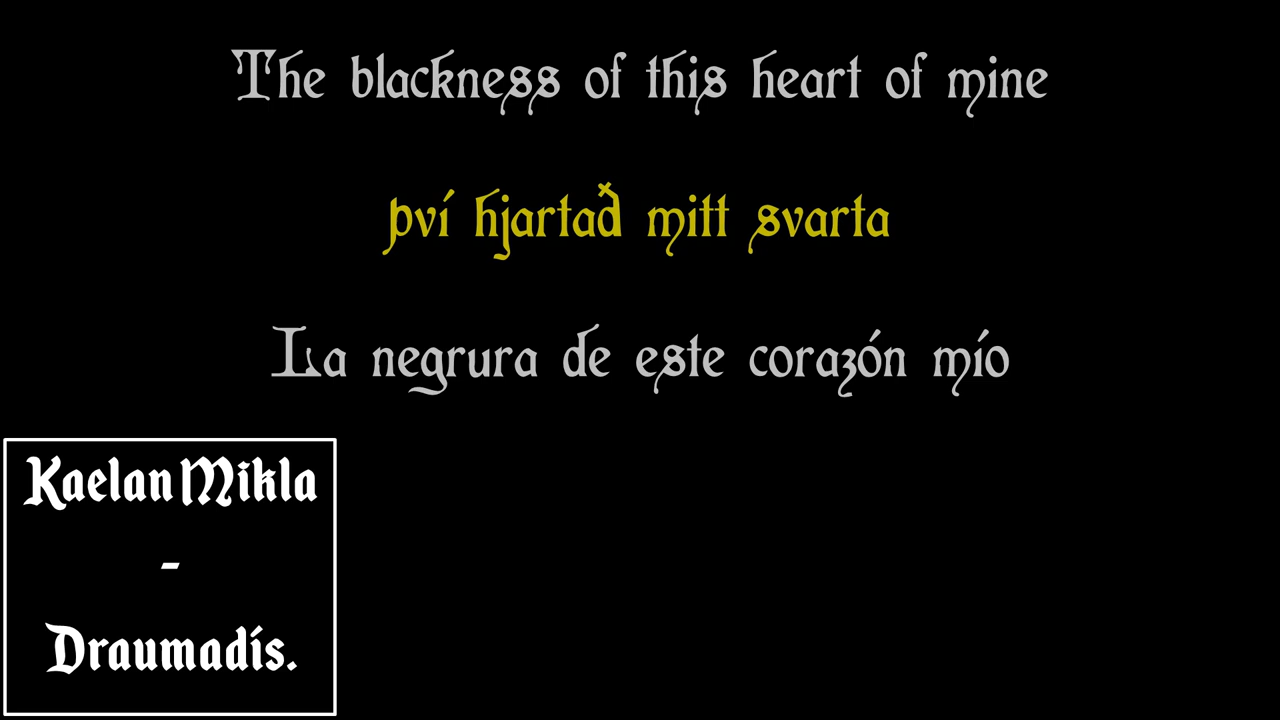 The blackness of this heart of mine
því hjartað mitt svarta
La negrura de este corazón mío
Kaelan Mikla
-
Draumadís.